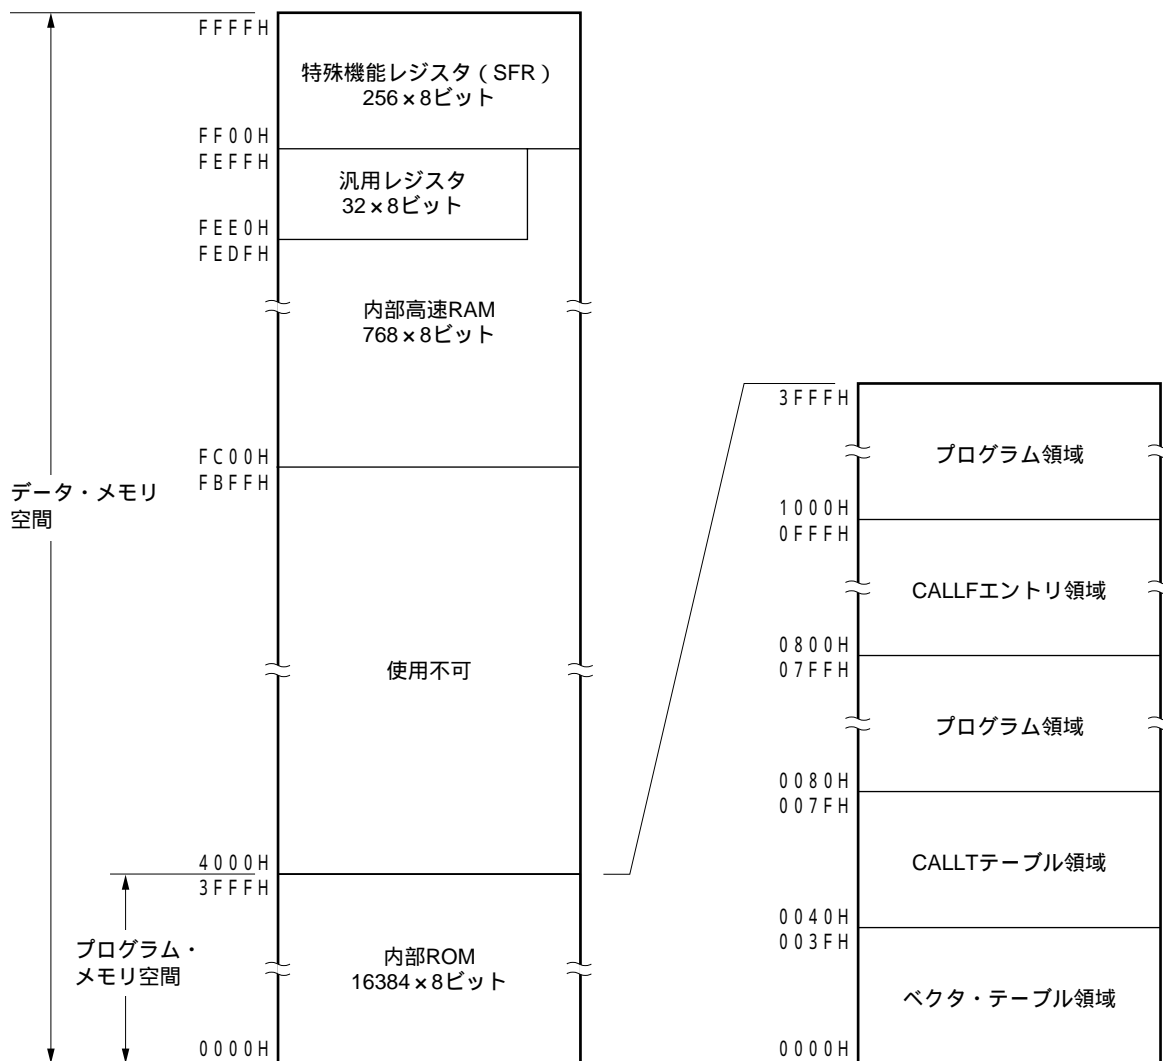 FFFFH
特殊機能レジスタ（SFR）
256×8ビット
FF00H
FEFFH
汎用レジスタ
32×8ビット
FEE0H
FEDFH
内部高速RAM
768×8ビット
FC00H
FBFFH
データ・メモリ
空間
使用不可
4000H
3FFFH
プログラム・
メモリ空間
内部ROM
16384×8ビット
0000H
3FFFH
プログラム領域
1000H
0FFFH
CALLFエントリ領域
0800H
07FFH
プログラム領域
0080H
007FH
CALLTテーブル領域
0040H
003FH
ベクタ・テーブル領域
0000H